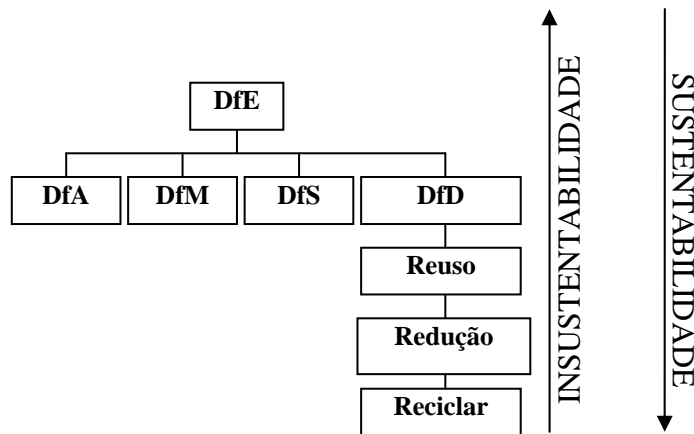 DfE
DfA
DfM
DfS
DfD
Reuso
Redução
Reciclar
INSUSTENTABILIDADE
SUSTENTABILIDADE